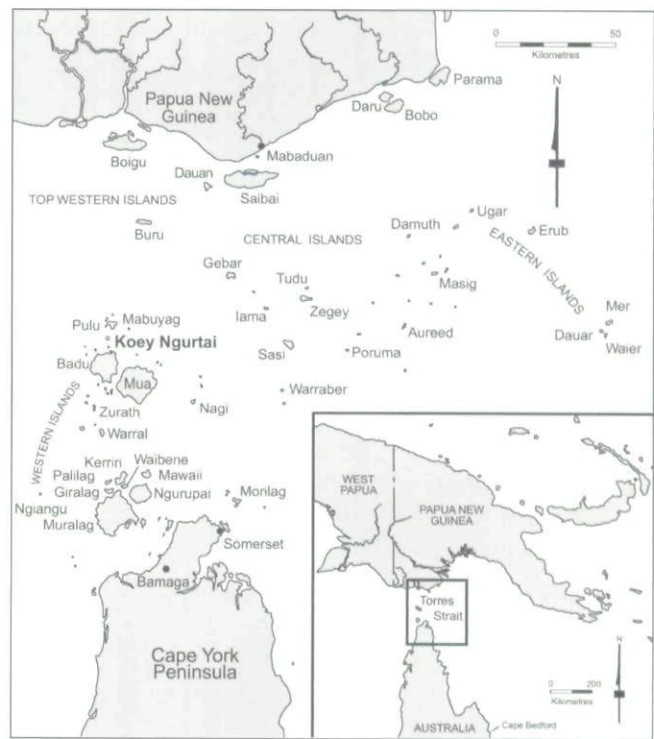 0 50
Kilometres
N
Parama
Papua New
Guinea
Daru
Bobo
Mabaduan
Boigu
Dauan
Saibai
TOP WESTERN ISLANDS
Ugar
Buru
Damuth
Erub
CENTRAL ISLANDS
EASTERN ISLANDS
Gebar
Tudu
Masig
Iama
Zegey
Mer
Pulu
Mabuyag
Aureed
Dauar
Koey Ngurtai
Waier
Sasi
Poruma
Badu
Mua
Warraber
Zurath
Nagi
WESTERN ISLANDS
Warral
Kerriri
Waibene
Palilag
Mawaii
Giralag
Ngurupai
Morilag
Ngiangu
Muralag
Somerset
Bamaga
Cape York
Peninsula
WEST
PAPUA
PAPUA NEW
GUINEA
Torres
Strait
N
0 200
Kilometres
AUSTRALIA
Cape Bedford